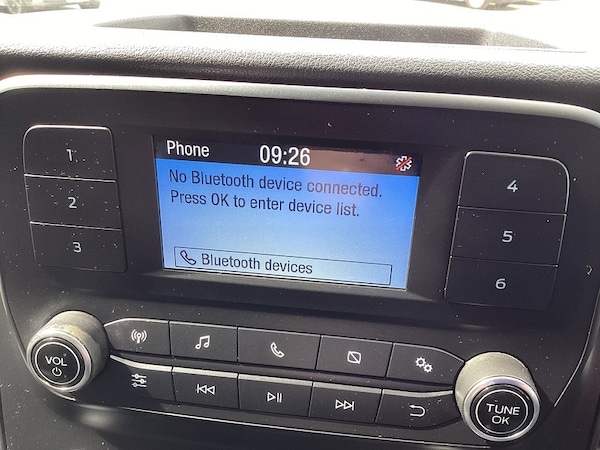 Phone 09:26
No Bluetooth device connected.
Press OK to enter device list.
Bluetooth devices
1
2
3
4
5
6
VOL
TUNE
OK